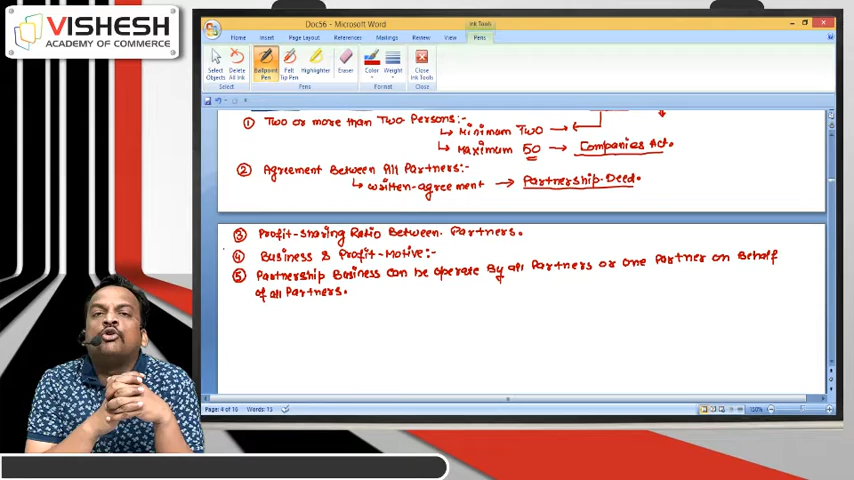 VISHESH
ACADEMY OF COMMERCE
Doc56 - Microsoft Word
Ink Tools
Home Insert Page Layout References Mailings Review View Pens
Select Objects
Delete All Ink
Ballpoint Pen
Felt Tip Pen
Highlighter
Eraser
Color
Weight
Close Ink Tools
Select Pens Format Close
① Two or more than Two Persons:-
↳ Minimum Two →
↳ Maximum 50 → Companies Act.
② Agreement Between All Partners:-
↳ written-agreement → Partnership-Deed.
③ Profit-sharing Ratio Between Partners.
④ Business & Profit-Motive:-
⑤ Partnership Business can be operate By all Partners or One Partner on Behalf
of all Partners.
Page: 4 of 16 Words: 15
150%